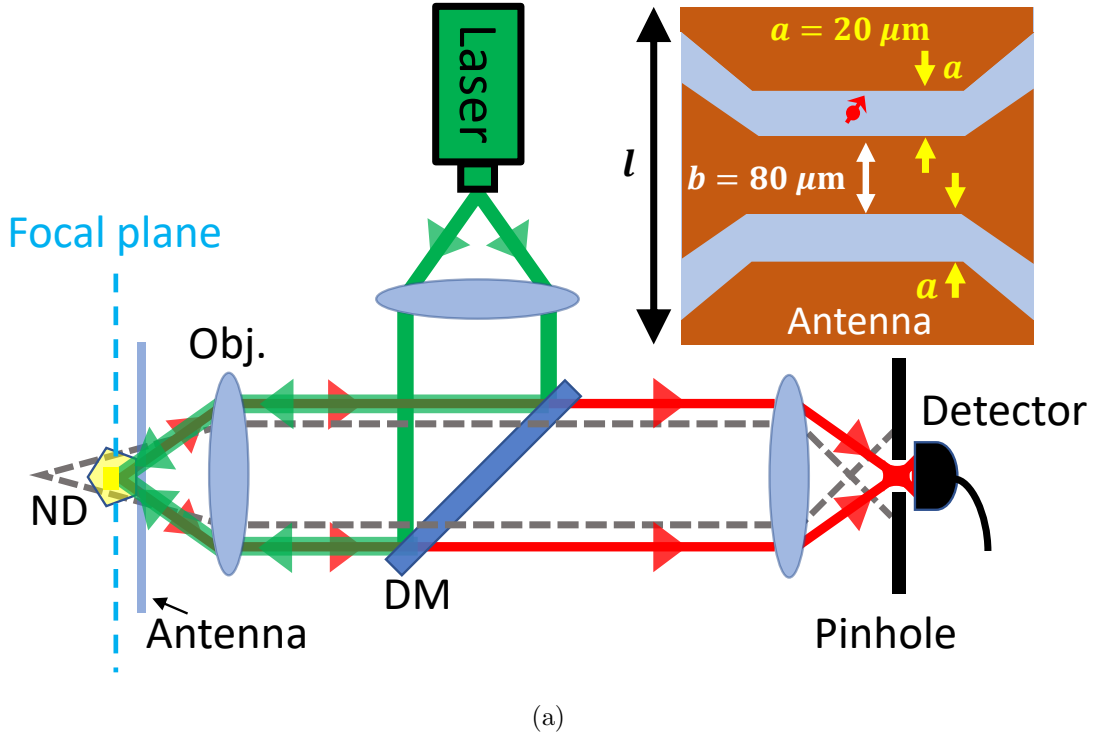 Laser
a = 20 μm
a
l
b = 80 μm
a
Antenna
Focal plane
Obj.
Detector
ND
DM
Antenna
Pinhole
(a)